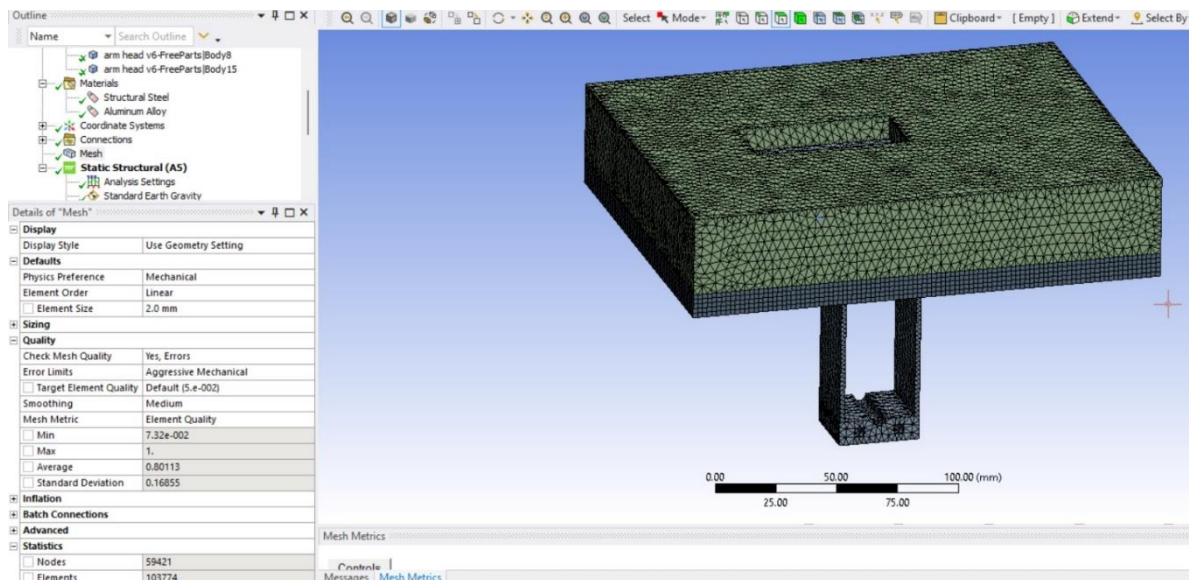 Outline
Select Mode Clipboard [ Empty ] Extend Select By
Name Search Outline
arm head v6-FreeParts|Body8
arm head v6-FreeParts|Body15
Materials
Structural Steel
Aluminum Alloy
Coordinate Systems
Connections
Mesh
Static Structural (A5)
Analysis Settings
Standard Earth Gravity
Details of "Mesh"
Display
Display Style Use Geometry Setting
Defaults
Physics Preference Mechanical
Element Order Linear
Element Size 2.0 mm
Sizing
Quality
Check Mesh Quality Yes, Errors
Error Limits Aggressive Mechanical
Target Element Quality Default (5.e-002)
Smoothing Medium
Mesh Metric Element Quality
Min 7.32e-002
Max 1.
Average 0.80113
Standard Deviation 0.16855
Inflation
Batch Connections
Advanced
Statistics
Nodes 59421
Elements 103774
0.00 50.00 100.00 (mm)
25.00 75.00
Mesh Metrics
Controls
Messages Mesh Metrics